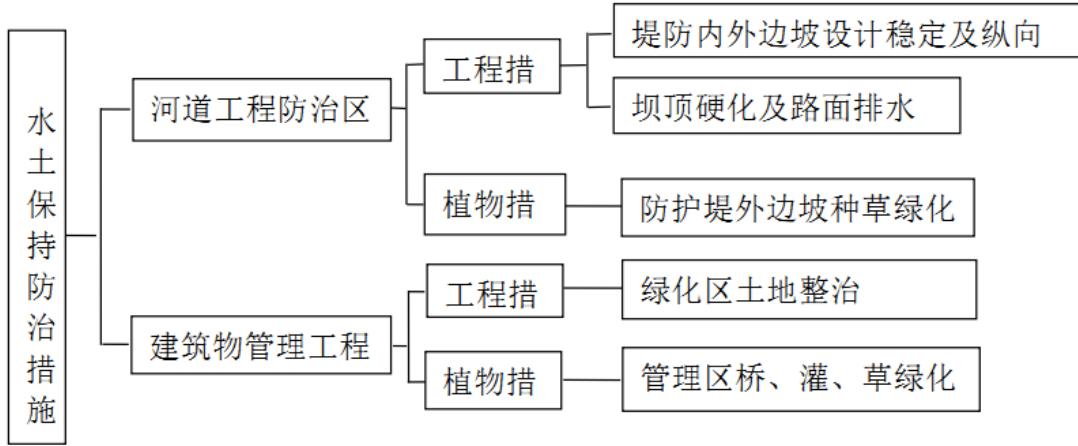 水土保持防治措施
河道工程防治区
工程措
堤防内外边坡设计稳定及纵向
坝顶硬化及路面排水
植物措
防护堤外边坡种草绿化
建筑物管理工程
工程措
绿化区土地整治
植物措
管理区桥、灌、草绿化